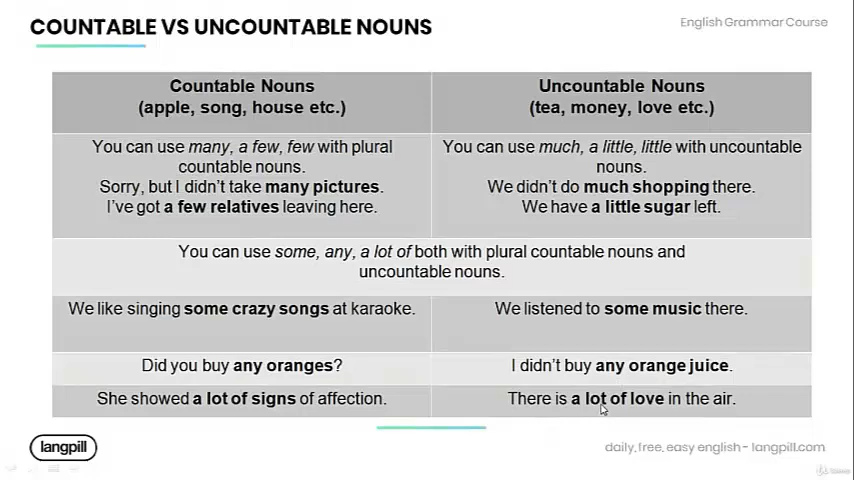 COUNTABLE VS UNCOUNTABLE NOUNS
English Grammar Course
Countable Nouns
(apple, song, house etc.)
Uncountable Nouns
(tea, money, love etc.)
You can use many, a few, few with plural
countable nouns.
Sorry, but I didn't take many pictures.
I've got a few relatives leaving here.
You can use much, a little, little with uncountable
nouns.
We didn't do much shopping there.
We have a little sugar left.
You can use some, any, a lot of both with plural countable nouns and
uncountable nouns.
We like singing some crazy songs at karaoke.
We listened to some music there.
Did you buy any oranges?
I didn't buy any orange juice.
She showed a lot of signs of affection.
There is a lot of love in the air.
langpill
daily, free, easy english - langpill.com